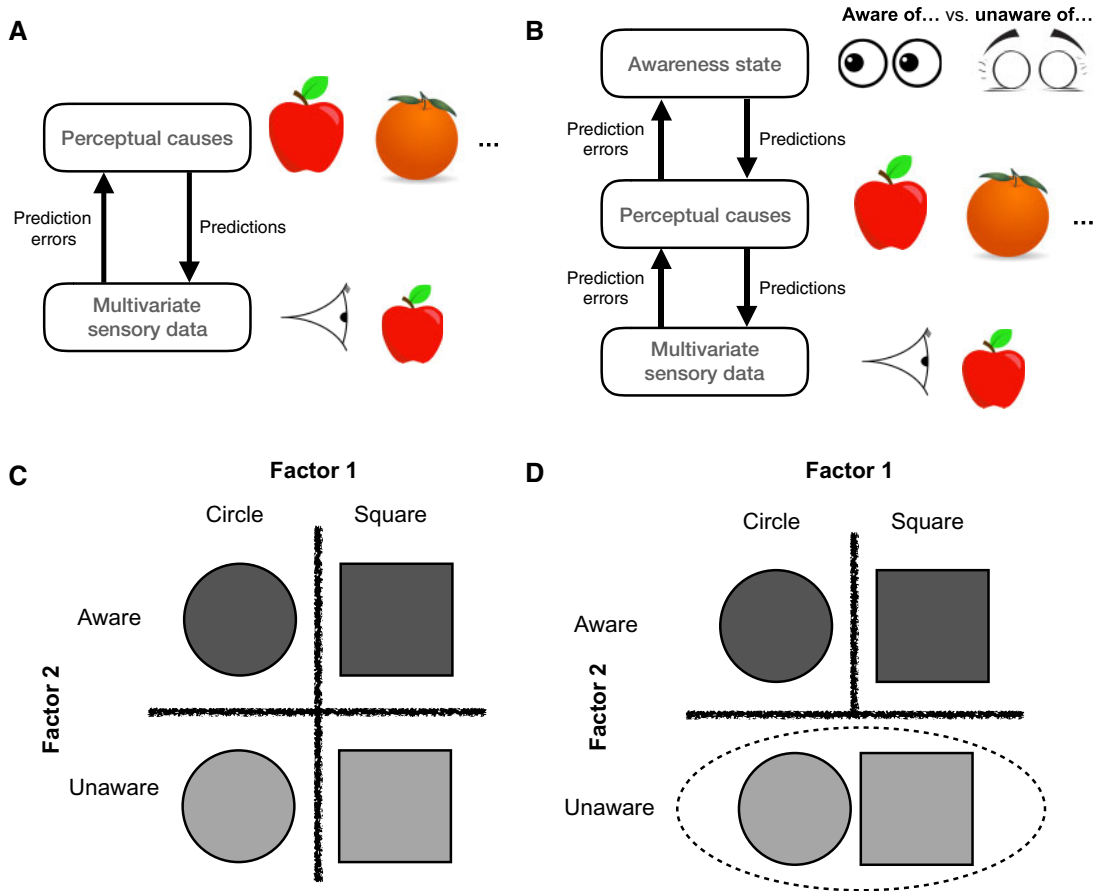 A
Perceptual causes
...
Prediction
errors
Predictions
Multivariate
sensory data
B
Aware of... vs. unaware of...
Awareness state
Prediction
errors
Predictions
Perceptual causes
...
Prediction
errors
Predictions
Multivariate
sensory data
C
Factor 1
Circle Square
Aware
Factor 2
Unaware
D
Factor 1
Circle Square
Aware
Factor 2
Unaware